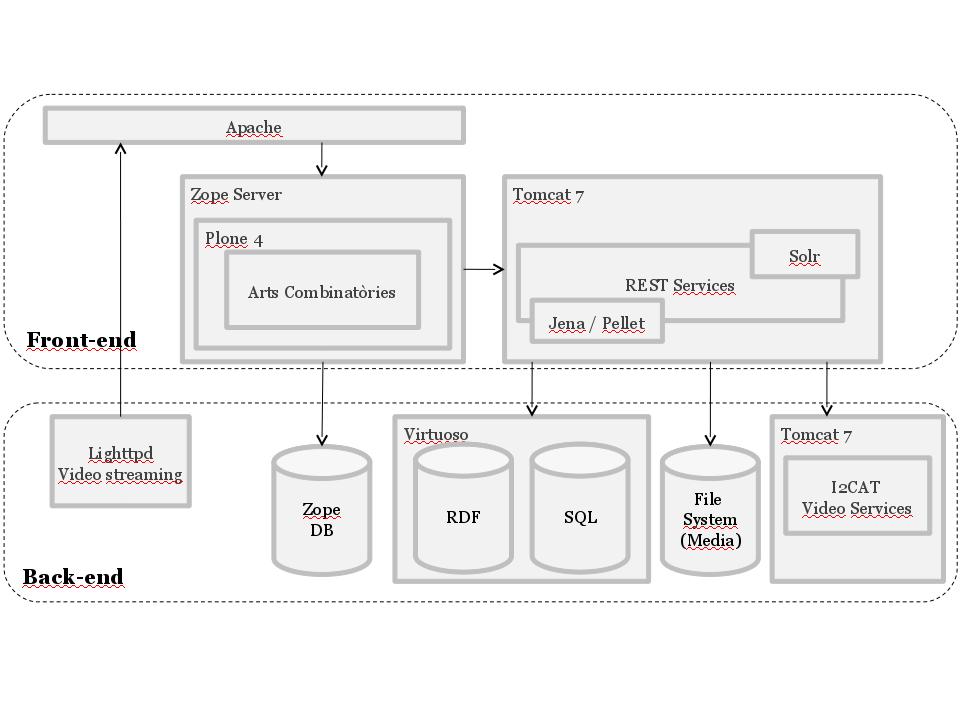 Apache
Zope Server
Plone 4
Arts Combinatòries
Tomcat 7
Solr
REST Services
Jena / Pellet
Front-end
Lighttpd
Video streaming
Zope
DB
Virtuoso
RDF
SQL
File
System
(Media)
Tomcat 7
I2CAT
Video Services
Back-end